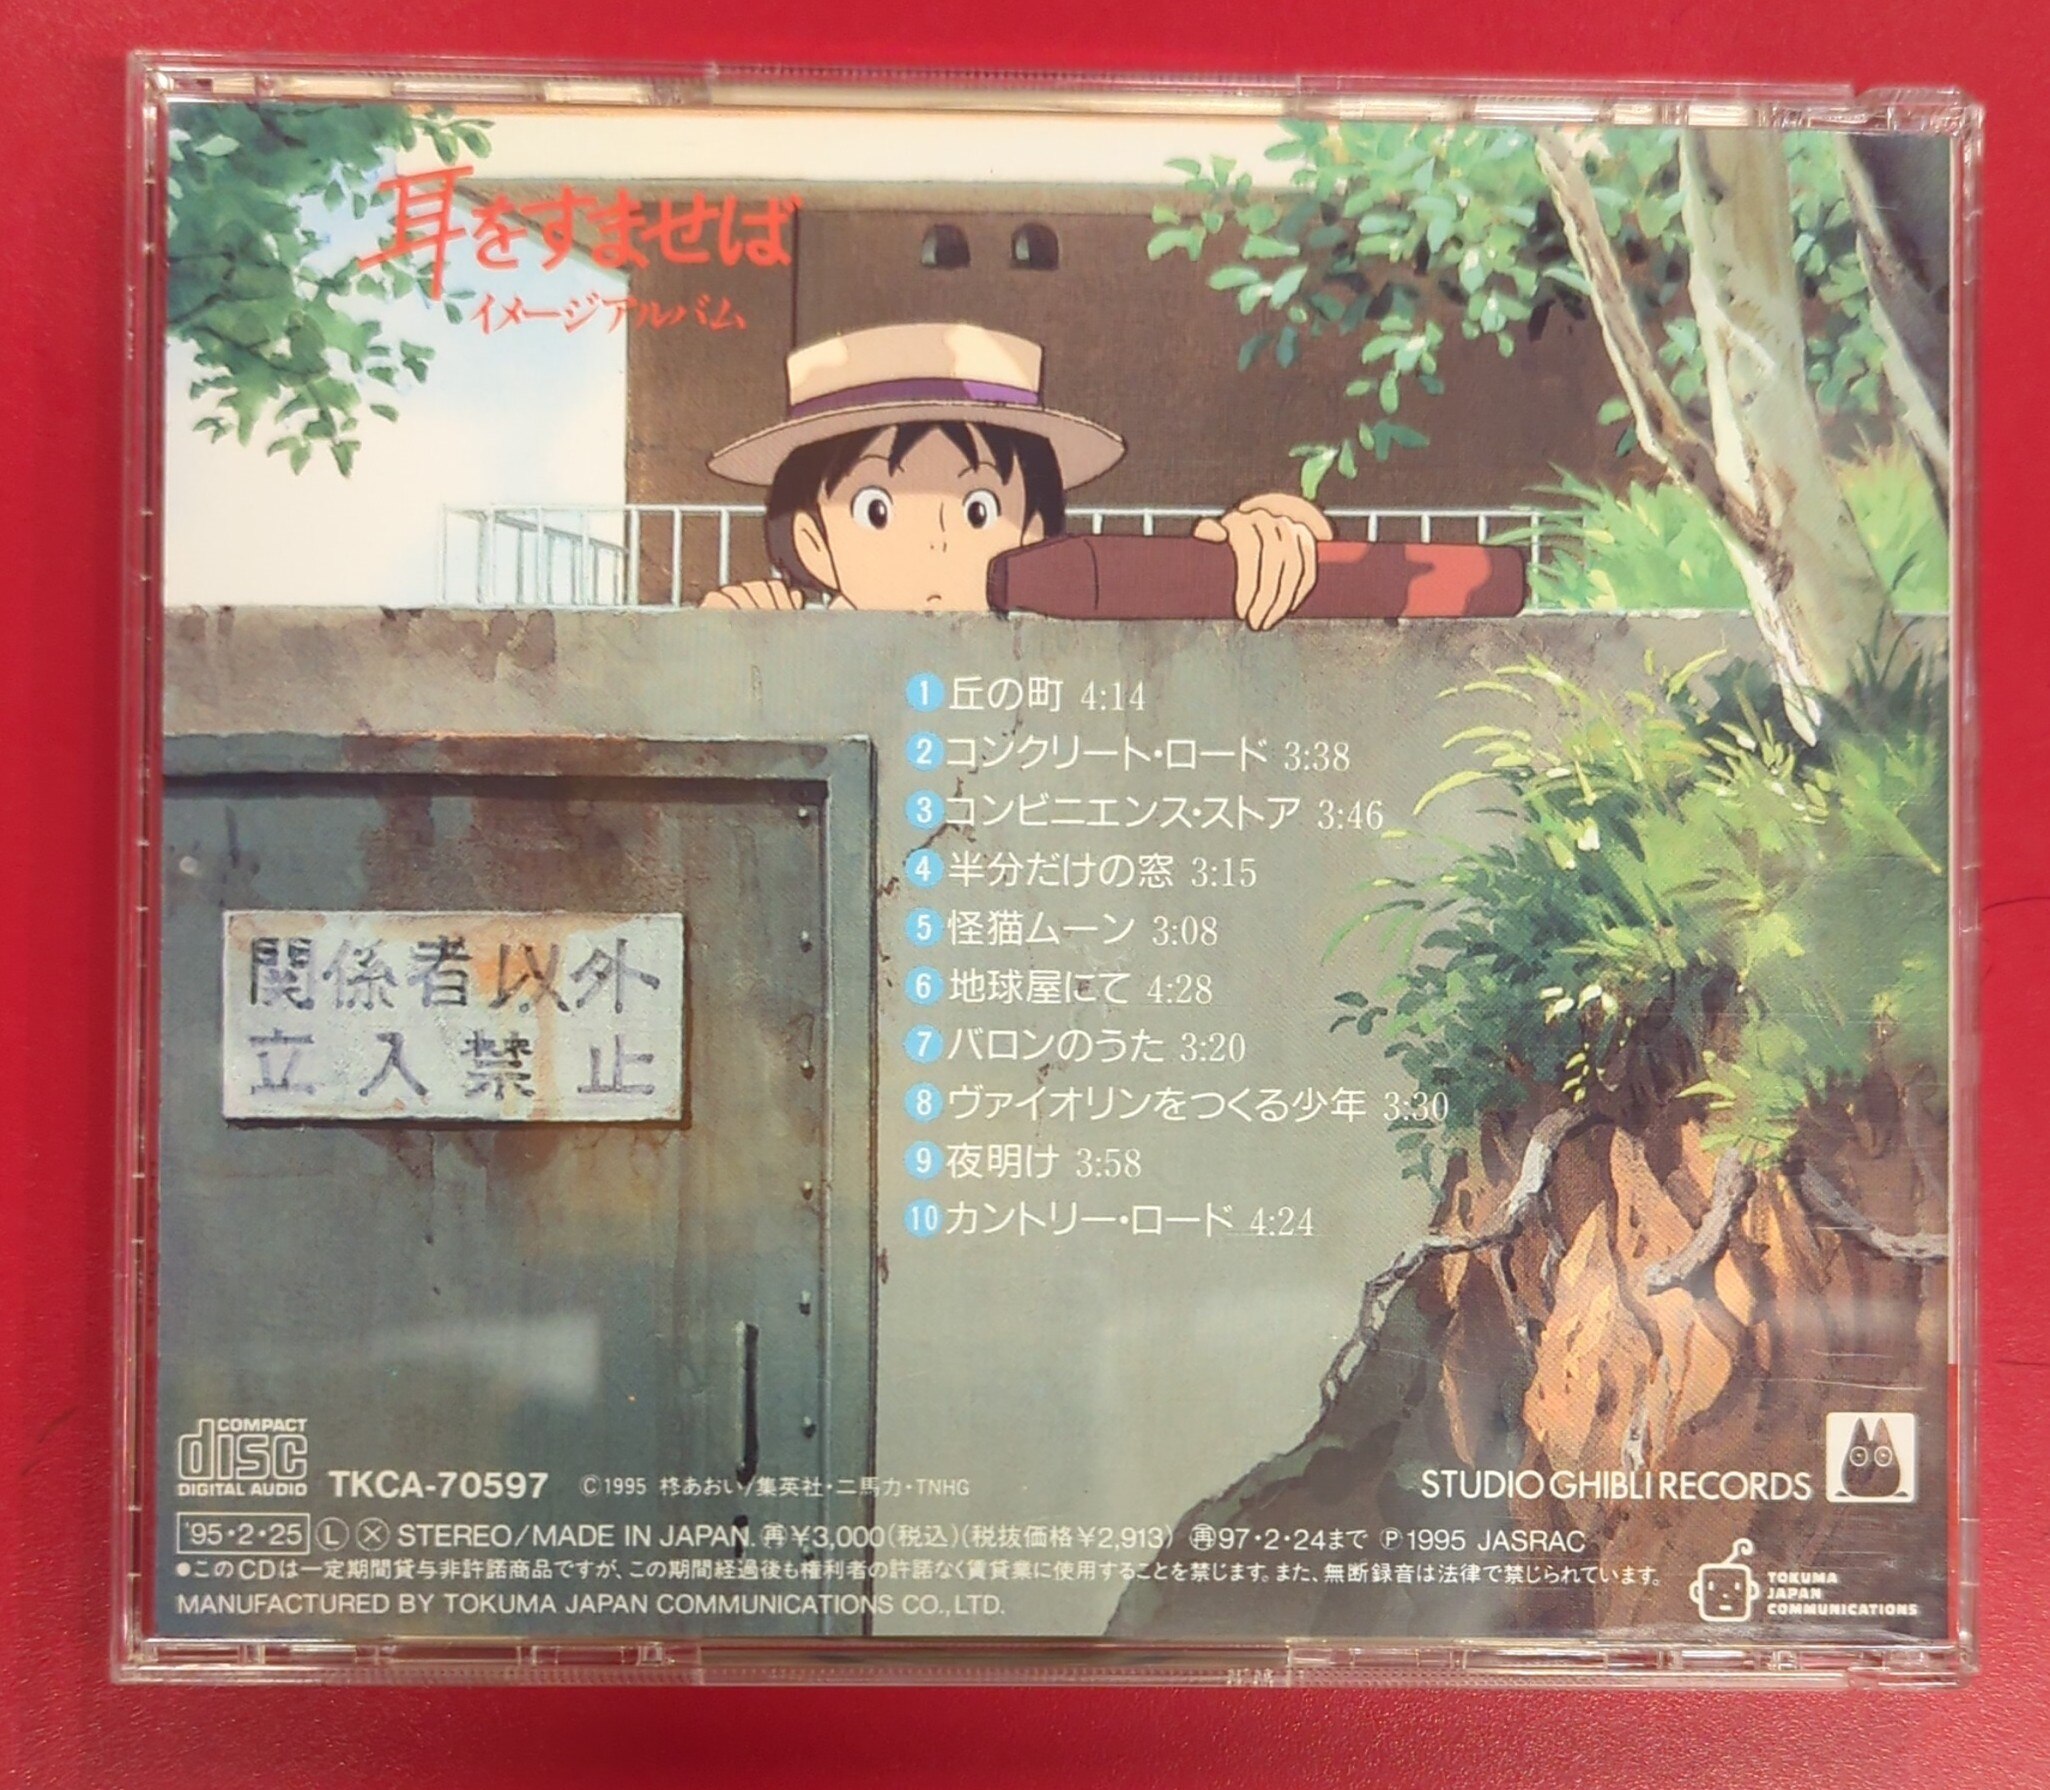 耳をすませば
イメージアルバム
1 丘の町 4:14
2 コンクリート・ロード 3:38
3 コンビニエンス・ストア 3:46
4 半分だけの窓 3:15
5 怪猫ムーン 3:08
6 地球屋にて 4:28
7 バロンのうた 3:20
8 ヴァイオリンをつくる少年 3:30
9 夜明け 3:58
10 カントリー・ロード 4:24
関係者以外
立入禁止
COMPACT
disc
DIGITAL AUDIO
TKCA-70597
©1995 柊あおい/集英社・二馬力・TNHG
STUDIO GHIBLI RECORDS
'95・2・25 Ⓛ Ⓧ STEREO/MADE IN JAPAN. 再¥3,000(税込)(税抜価格¥2,913) 再97・2・24まで Ⓟ1995 JASRAC
●このCDは一定期間貸与非許諾商品ですが、この期間経過後も権利者の許諾なく賃貸業に使用することを禁じます。また、無断録音は法律で禁じられています。
MANUFACTURED BY TOKUMA JAPAN COMMUNICATIONS CO.,LTD.
TOKUMA
JAPAN
COMMUNICATIONS